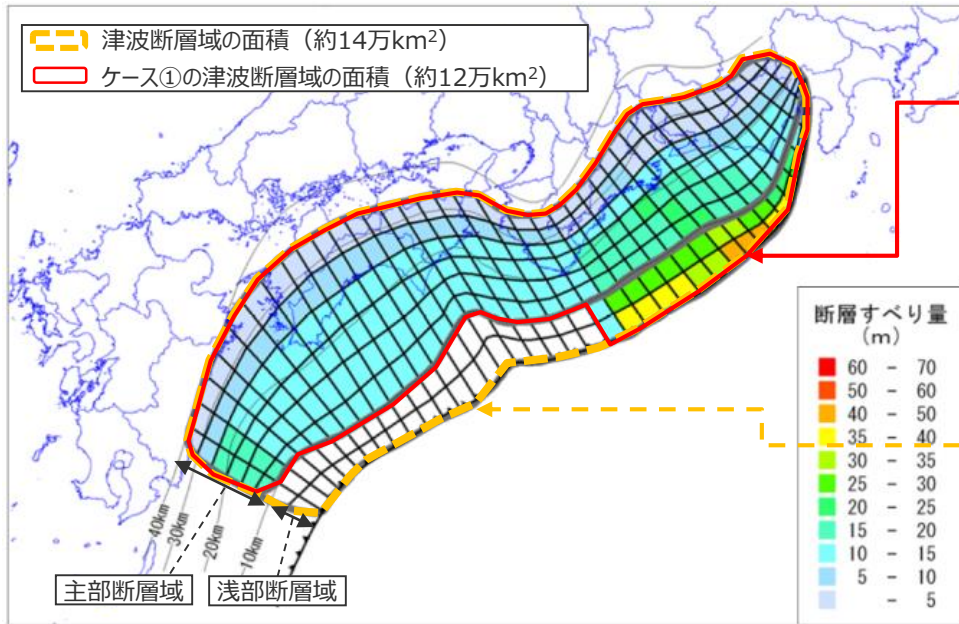 津波断層域の面積（約14万km²）
ケース①の津波断層域の面積（約12万km²）
断層すべり量
(m)
60 - 70
50 - 60
40 - 50
35 - 40
30 - 35
25 - 30
20 - 25
15 - 20
10 - 15
5 - 10
- 5
40km
30km
20km
10km
主部断層域
浅部断層域